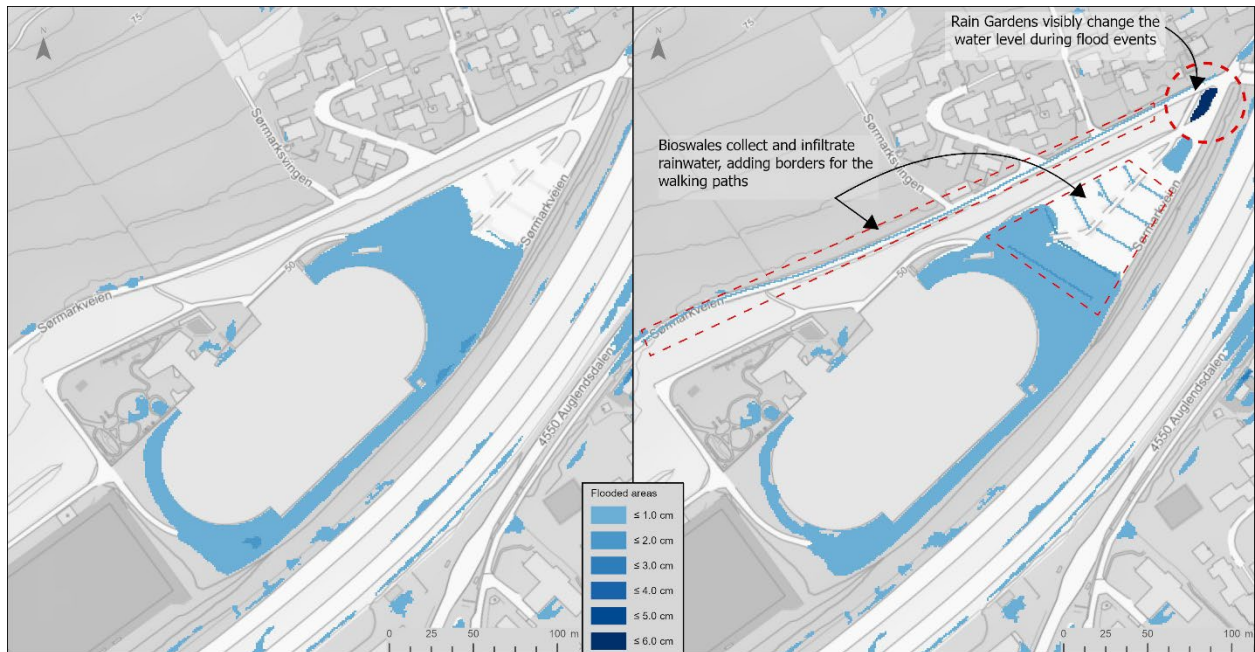 75
Sørmarksvingen
Sørmarkveien
50
Sørmarkveien
4550 Auglendsdalen
0 25 50 100 m
Rain Gardens visibly change the
water level during flood events
Bioswales collect and infiltrate
rainwater, adding borders for the
walking paths
75
Sørmarksvingen
Sørmarkveien
50
Sørmarkveien
4550 Auglendsdalen
0 25 50 100 m
Flooded areas
≤ 1.0 cm
≤ 2.0 cm
≤ 3.0 cm
≤ 4.0 cm
≤ 5.0 cm
≤ 6.0 cm